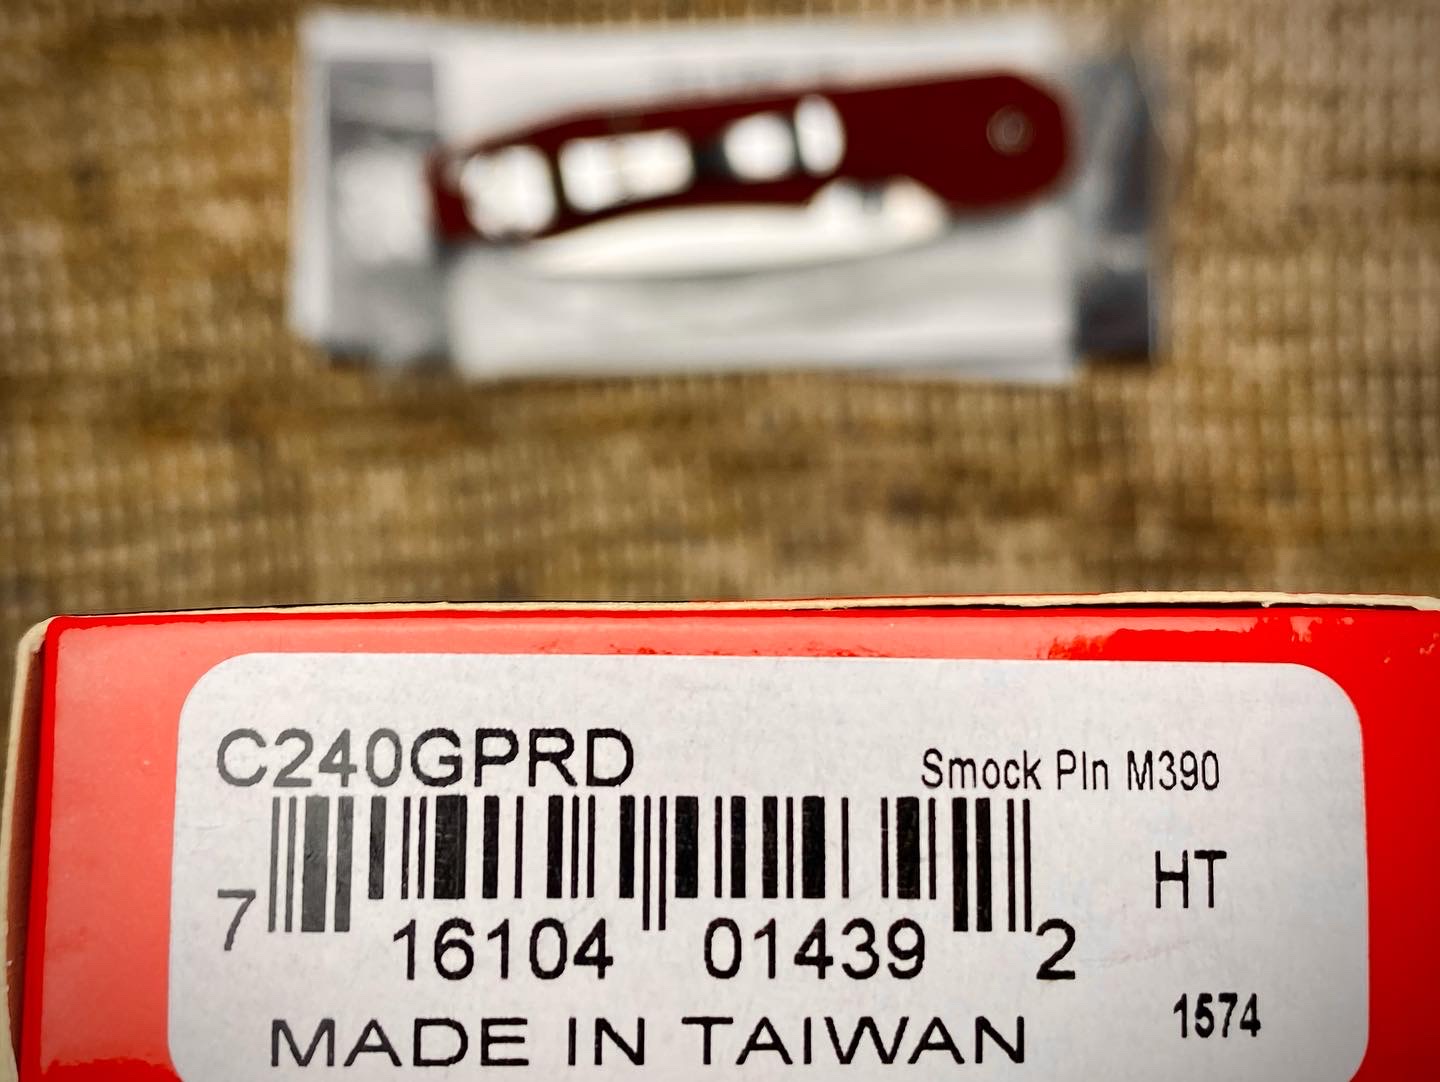 C240GPRD
Smock Pln M390
HT
7 16104 01439 2
1574
MADE IN TAIWAN